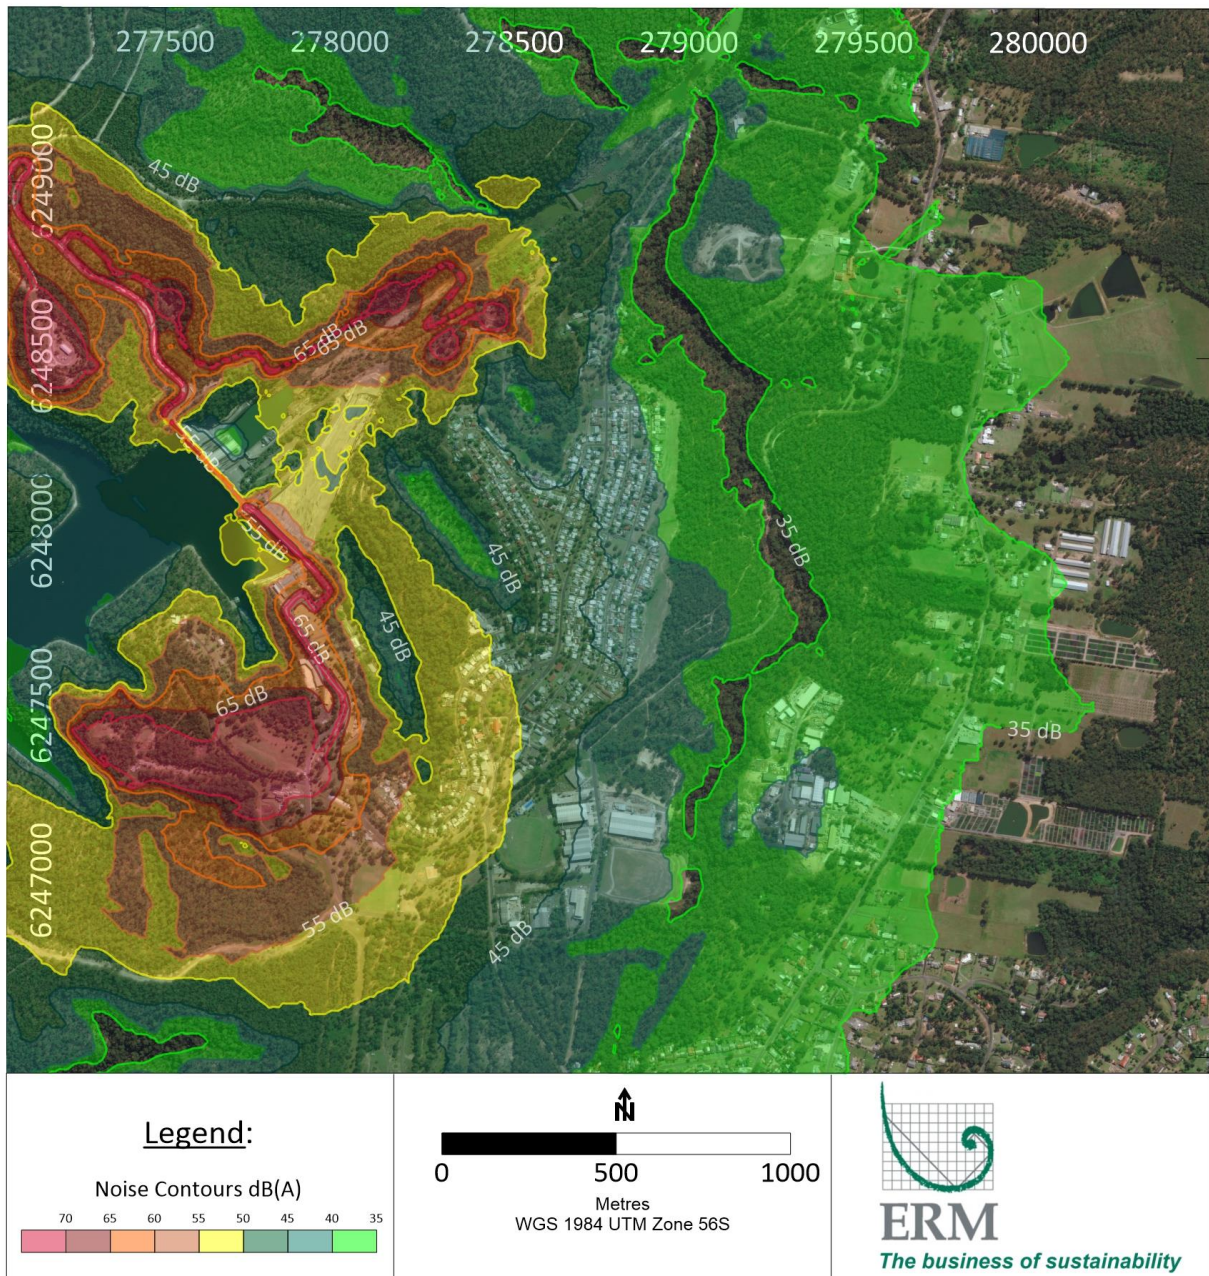 277500 278000 278500 279000 279500 280000
6249000
45 dB
6248500
65 dB
65 dB
6248000
55 dB
35 dB
45 dB
45 dB
65 dB
6247500
65 dB
35 dB
6247000
55 dB
45 dB
Legend:
Noise Contours dB(A)
70 65 60 55 50 45 40 35
N
0 500 1000
Metres
WGS 1984 UTM Zone 56S
ERM
The business of sustainability